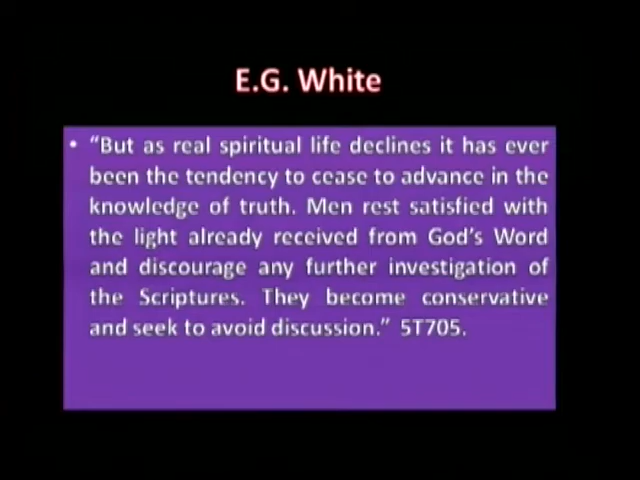 E.G. White
• “But as real spiritual life declines it has ever
been the tendency to cease to advance in the
knowledge of truth. Men rest satisfied with
the light already received from God’s Word
and discourage any further investigation of
the Scriptures. They become conservative
and seek to avoid discussion.” 5T705.